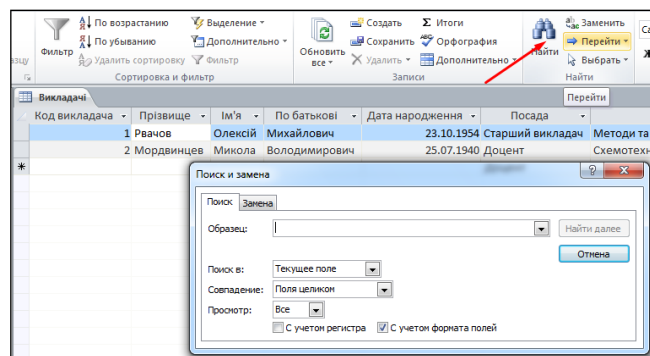 По возрастанию Выделение Создать Итоги Заменить
Фильтр По убыванию Дополнительно Обновить все Сохранить Орфография Найти Перейти
Удалить сортировку Фильтр Удалить Дополнительно Выбрать
Сортировка и фильтр Записи Найти
Викладачі Перейти
Код викладача Прізвище Ім'я По батькові Дата народження Посада
1 Рвачов Олексій Михайлович 23.10.1954 Старший викладач Методи та
2 Мордвинцев Микола Володимирович 25.07.1940 Доцент Схемотехн
Поиск и замена
Поиск Замена
Образец: Найти далее
Отмена
Поиск в: Текущее поле
Совпадение: Поля целиком
Просмотр: Все
С учетом регистра С учетом формата полей